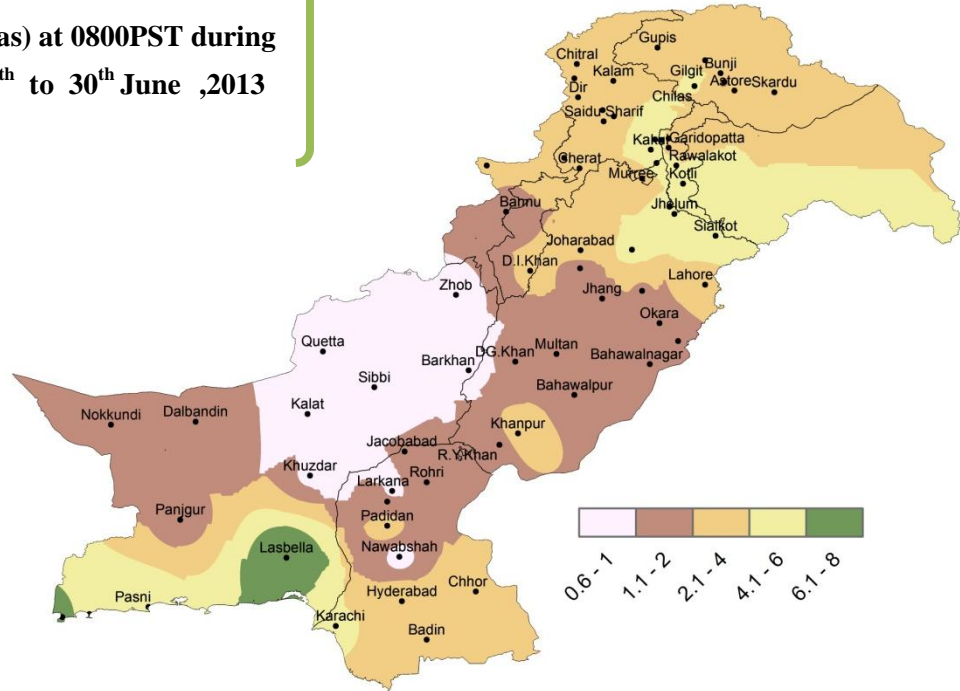 as) at 0800PST during
th to 30th June ,2013
Gupis
Chitral
Bunji
Gilgit
Kalam
Astore Skardu
Dir
Chilas
Saidu Sharif
Garidopatta
Cherat
Rawalakot
Murree
Kotli
Bannu
Jhelum
Sialkot
Joharabad
D.I.Khan
Lahore
Zhob
Jhang
Okara
Quetta
DG.Khan
Multan
Barkhan
Bahawalnagar
Sibbi
Bahawalpur
Kalat
Nokkundi
Dalbandin
Khanpur
Jacobabad
R.Y.Khan
Khuzdar
Rohri
Larkana
Panjgur
Padidan
Lasbella
Nawabshah
Chhor
Pasni
Hyderabad
Karachi
Badin
0.6 - 1
1.1 - 2
2.1 - 4
4.1 - 6
6.1 - 8